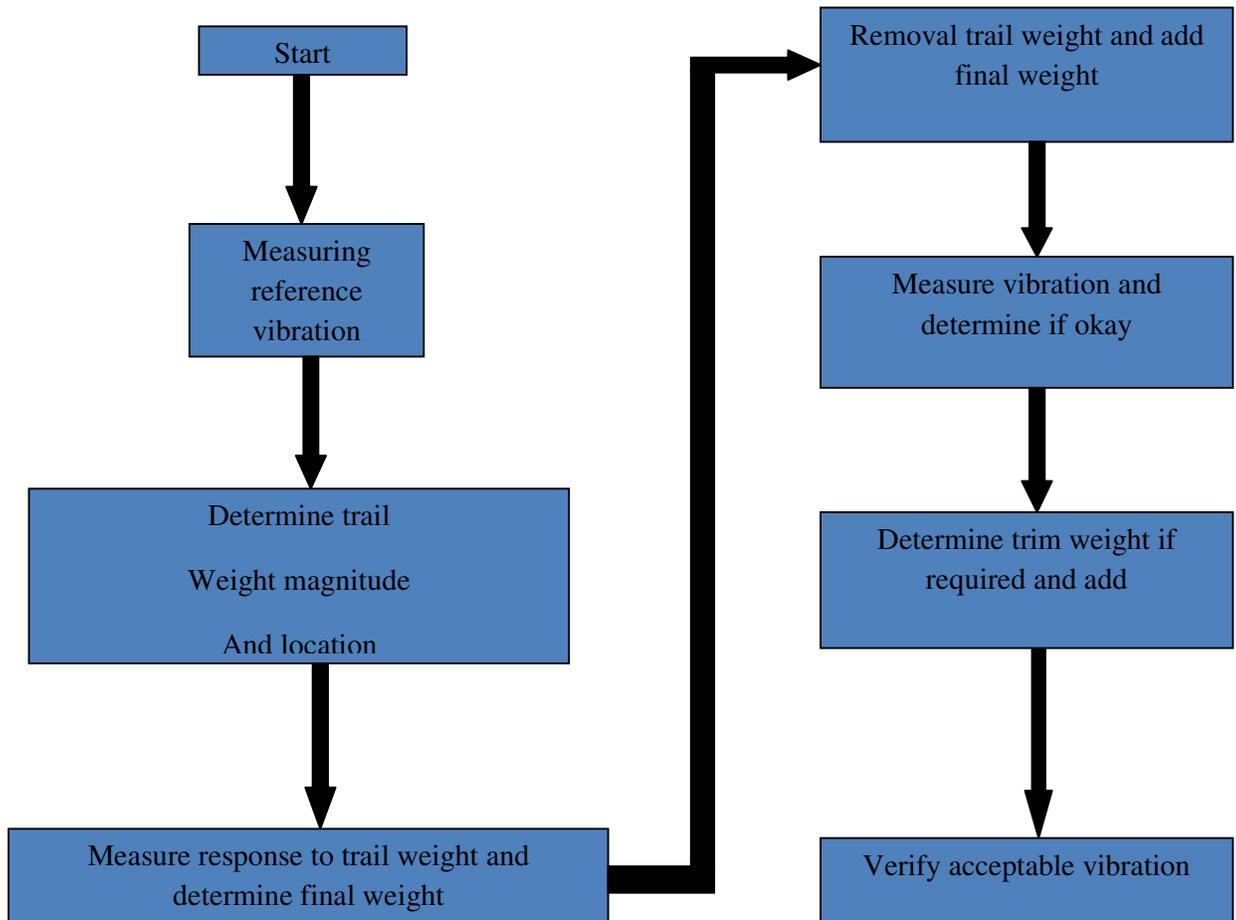 Start
Measuring
reference
vibration
Determine trail
Weight magnitude
And location
Measure response to trail weight and
determine final weight
Removal trail weight and add
final weight
Measure vibration and
determine if okay
Determine trim weight if
required and add
Verify acceptable vibration